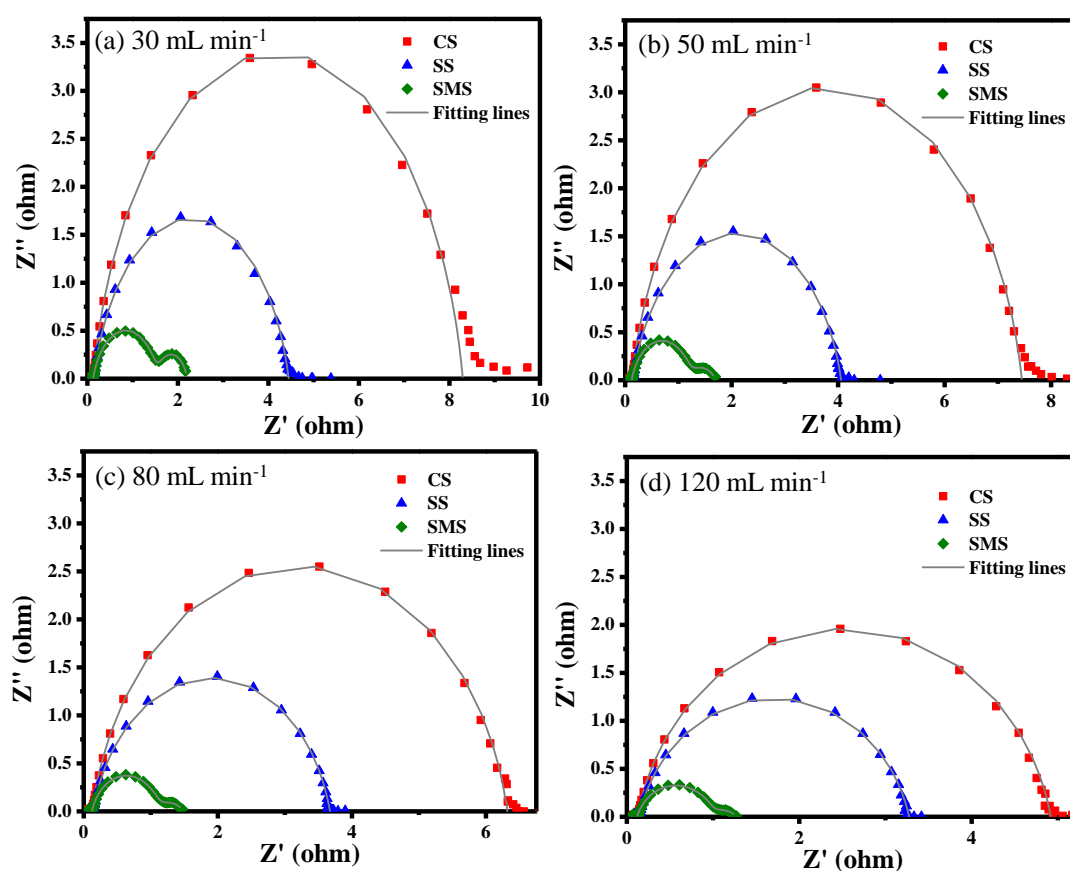 (a) 30 mL min⁻¹
CS
SS
SMS
Fitting lines
3.5
3.0
2.5
2.0
1.5
1.0
0.5
0.0
0 2 4 6 8 10
Z'' (ohm)
Z' (ohm)
(b) 50 mL min⁻¹
CS
SS
SMS
Fitting lines
3.5
3.0
2.5
2.0
1.5
1.0
0.5
0.0
0 2 4 6 8
Z'' (ohm)
Z' (ohm)
(c) 80 mL min⁻¹
CS
SS
SMS
Fitting lines
3.5
3.0
2.5
2.0
1.5
1.0
0.5
0.0
0 2 4 6
Z'' (ohm)
Z' (ohm)
(d) 120 mL min⁻¹
CS
SS
SMS
Fitting lines
3.5
3.0
2.5
2.0
1.5
1.0
0.5
0.0
0 2 4
Z'' (ohm)
Z' (ohm)